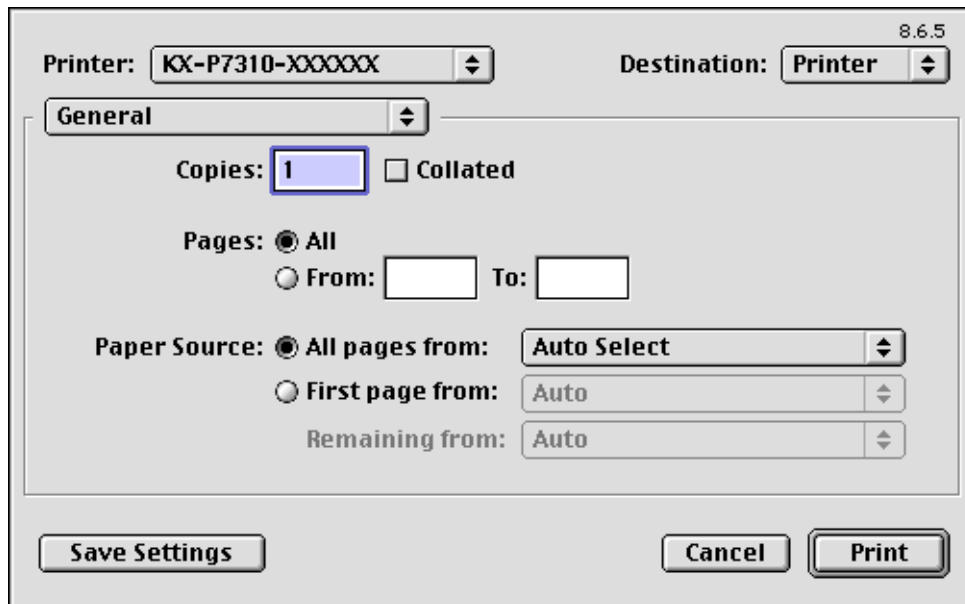 8.6.5
Printer: KX-P7310-XXXXXX Destination: Printer
General
Copies: 1 Collated
Pages: All
From: To:
Paper Source: All pages from: Auto Select
First page from: Auto
Remaining from: Auto
Save Settings Cancel Print